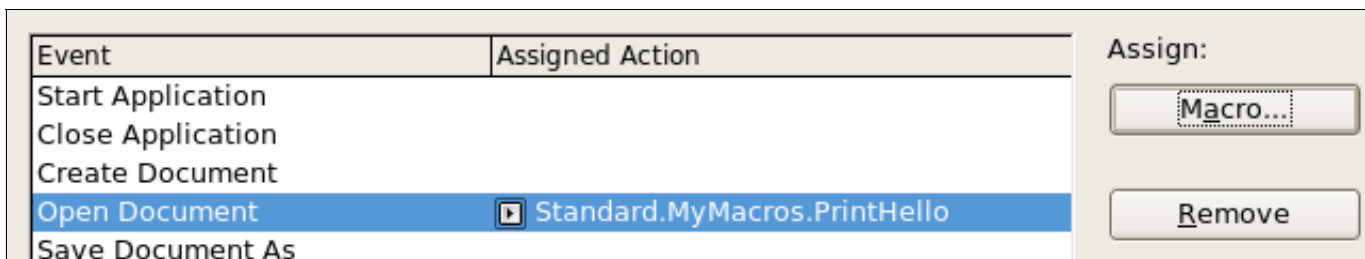 Event Assigned Action Assign:
Start Application
Macro...
Close Application
Create Document
Open Document Standard.MyMacros.PrintHello Remove
Save Document As